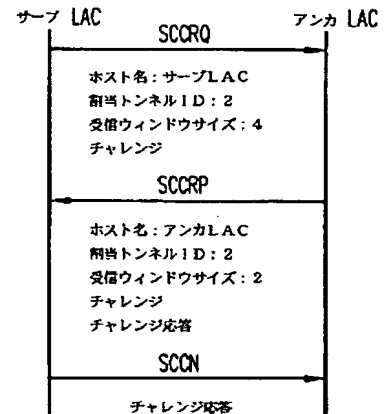 サーブ LAC
アンカ LAC
SCCRQ
ホスト名：サーブLAC
割当トンネルID：2
受信ウィンドウサイズ：4
チャレンジ
SCCRP
ホスト名：アンカLAC
割当トンネルID：2
受信ウィンドウサイズ：2
チャレンジ
チャレンジ応答
SCCN
チャレンジ応答